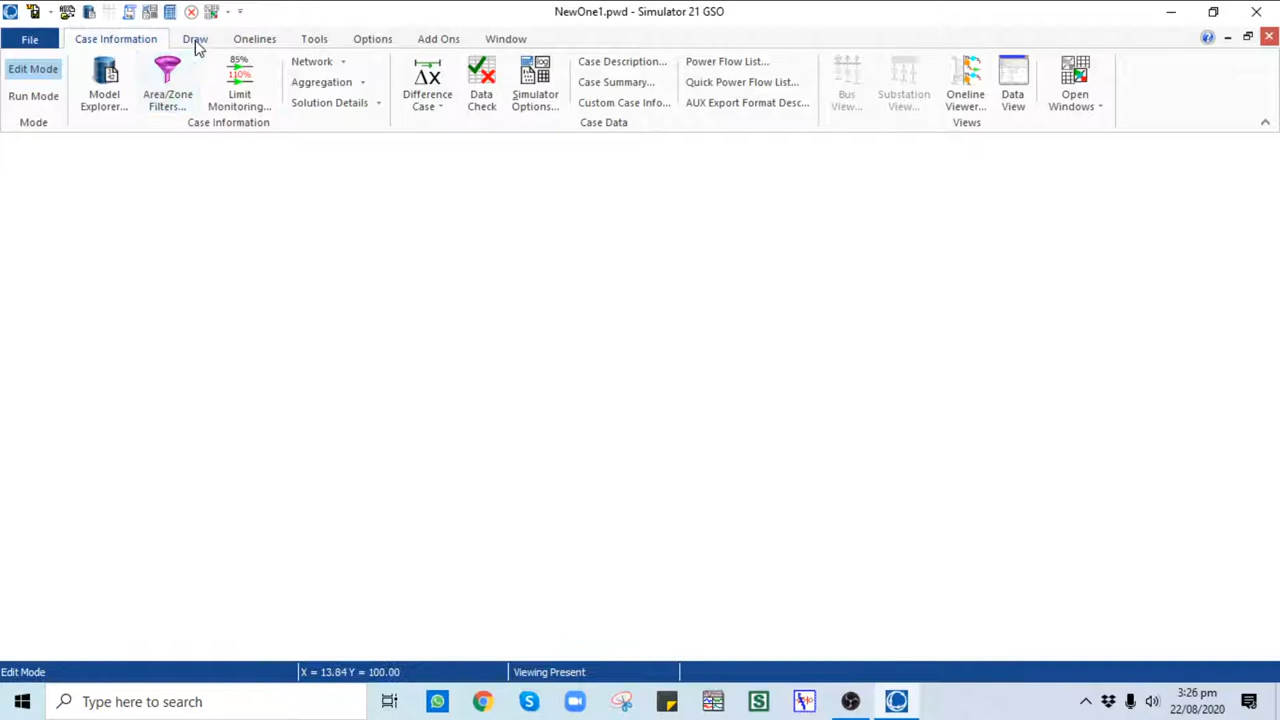 NewOne1.pwd - Simulator 21 GSO
File
Case Information
Draw
Onelines
Tools
Options
Add Ons
Window
Edit Mode
Run Mode
Mode
Model Explorer...
Area/Zone Filters...
85%
110%
Limit Monitoring...
Network
Aggregation
Solution Details
Case Information
Difference Case
Data Check
Simulator Options...
Case Description...
Case Summary...
Custom Case Info...
Power Flow List...
Quick Power Flow List...
AUX Export Format Desc...
Case Data
Bus View...
Substation View...
Oneline Viewer...
Data View
Open Windows
Views
Edit Mode
X = 13.84 Y = 100.00
Viewing Present
Type here to search
3:26 pm
22/08/2020